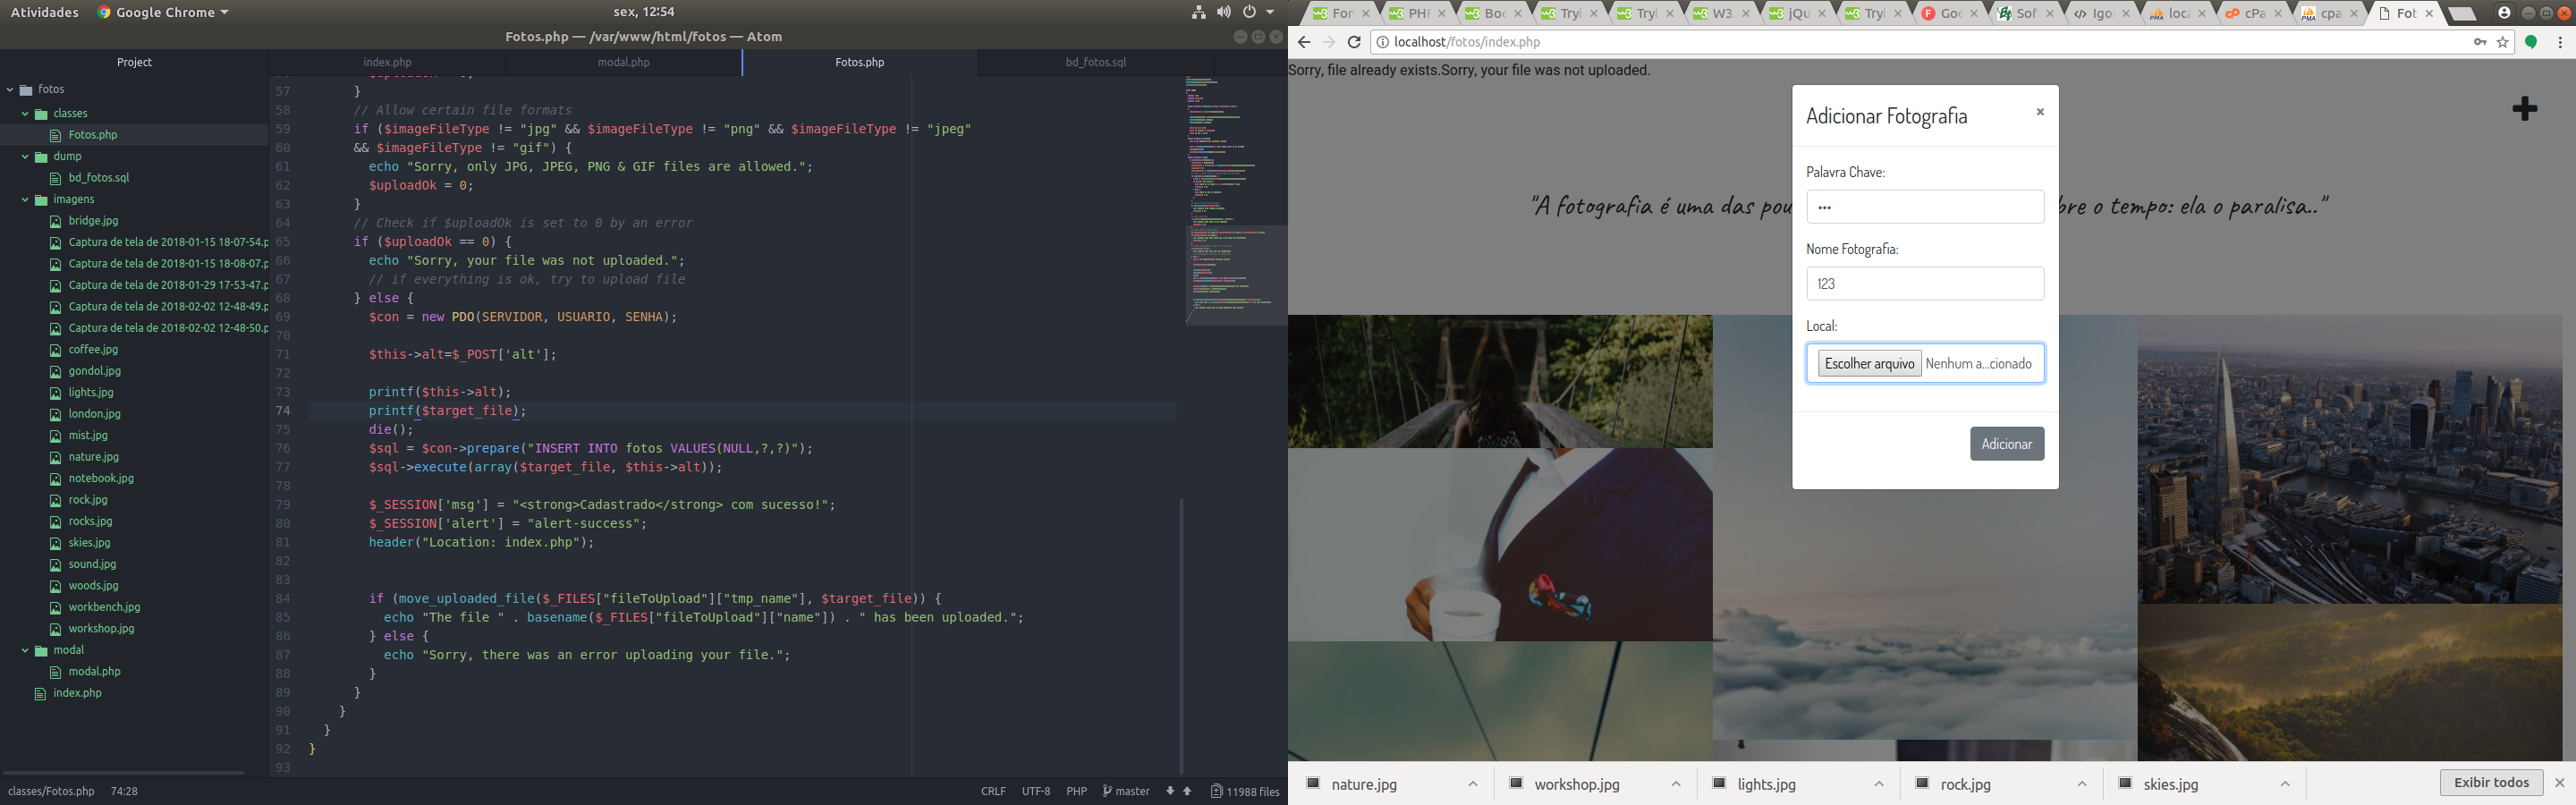 Atividades
Google Chrome
sex, 12:54
Fotos.php — /var/www/html/fotos — Atom
Project
index.php
modal.php
Fotos.php
bd_fotos.sql
fotos
classes
Fotos.php
dump
bd_fotos.sql
imagens
bridge.jpg
Captura de tela de 2018-01-15 18-07-54.p
Captura de tela de 2018-01-15 18-08-07.p
Captura de tela de 2018-01-29 17-53-47.p
Captura de tela de 2018-02-02 12-48-49.p
Captura de tela de 2018-02-02 12-48-50.p
coffee.jpg
gondol.jpg
lights.jpg
london.jpg
mist.jpg
nature.jpg
notebook.jpg
rock.jpg
rocks.jpg
skies.jpg
sound.jpg
woods.jpg
workbench.jpg
workshop.jpg
modal
modal.php
index.php
57 }
58 // Allow certain file formats
59 if ($imageFileType != "jpg" && $imageFileType != "png" && $imageFileType != "jpeg"
60 && $imageFileType != "gif") {
61 echo "Sorry, only JPG, JPEG, PNG & GIF files are allowed.";
62 $uploadOk = 0;
63 }
64 // Check if $uploadOk is set to 0 by an error
65 if ($uploadOk == 0) {
66 echo "Sorry, your file was not uploaded.";
67 // if everything is ok, try to upload file
68 } else {
69 $con = new PDO(SERVIDOR, USUARIO, SENHA);
70
71 $this->alt=$_POST['alt'];
72
73 printf($this->alt);
74 printf($target_file);
75 die();
76 $sql = $con->prepare("INSERT INTO fotos VALUES(NULL,?,?)");
77 $sql->execute(array($target_file, $this->alt));
78
79 $_SESSION['msg'] = "<strong>Cadastrado</strong> com sucesso!";
80 $_SESSION['alert'] = "alert-success";
81 header("Location: index.php");
82
83
84 if (move_uploaded_file($_FILES["fileToUpload"]["tmp_name"], $target_file)) {
85 echo "The file " . basename($_FILES["fileToUpload"]["name"]) . " has been uploaded.";
86 } else {
87 echo "Sorry, there was an error uploading your file.";
88 }
89 }
90 }
91 }
92 }
93
classes/Fotos.php 74:28
CRLF UTF-8 PHP master 11988 files
For PHP Boo Tryi Tryi W3. jQu Tryi Goo Sof Igor loca cPa cpa Fot
localhost/fotos/index.php
Sorry, file already exists.Sorry, your file was not uploaded.
Adicionar Fotografia ×
"A fotografia é uma das pou
bre o tempo: ela o paralisa.."
Palavra Chave:
•••
Nome Fotografia:
123
Local:
Escolher arquivo Nenhum a...cionado
Adicionar
nature.jpg
workshop.jpg
lights.jpg
rock.jpg
skies.jpg
Exibir todos